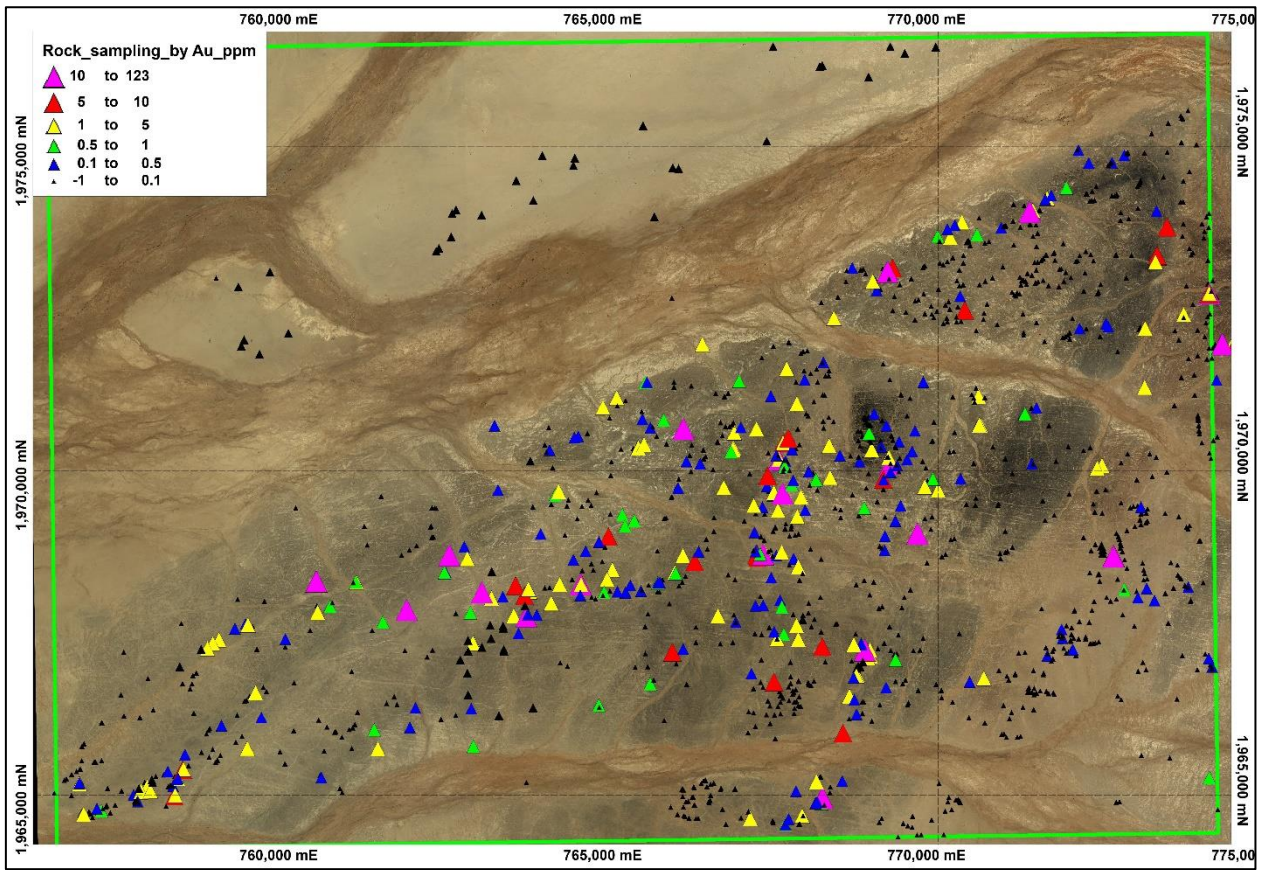 760,000 mE
765,000 mE
770,000 mE
775,00
Rock_sampling_by Au_ppm
10 to 123
5 to 10
1 to 5
0.5 to 1
0.1 to 0.5
-1 to 0.1
1,975,000 mN
1,975,000 mN
1,970,000 mN
1,970,000 mN
1,965,000 mN
1,965,000 mN
760,000 mE
765,000 mE
770,000 mE
775,00